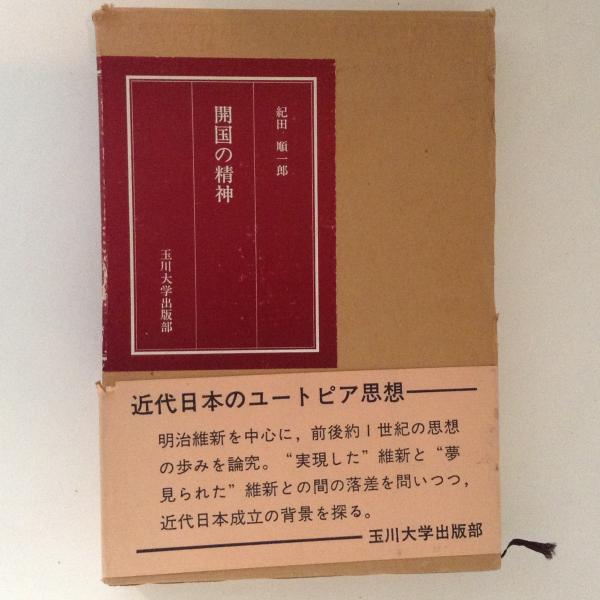 紀田 順一郎
開国の精神
玉川大学出版部
近代日本のユートピア思想───
明治維新を中心に，前後約１世紀の思想
の歩みを論究。“実現した”維新と“夢
見られた”維新との間の落差を問いつつ，
近代日本成立の背景を探る。
───玉川大学出版部